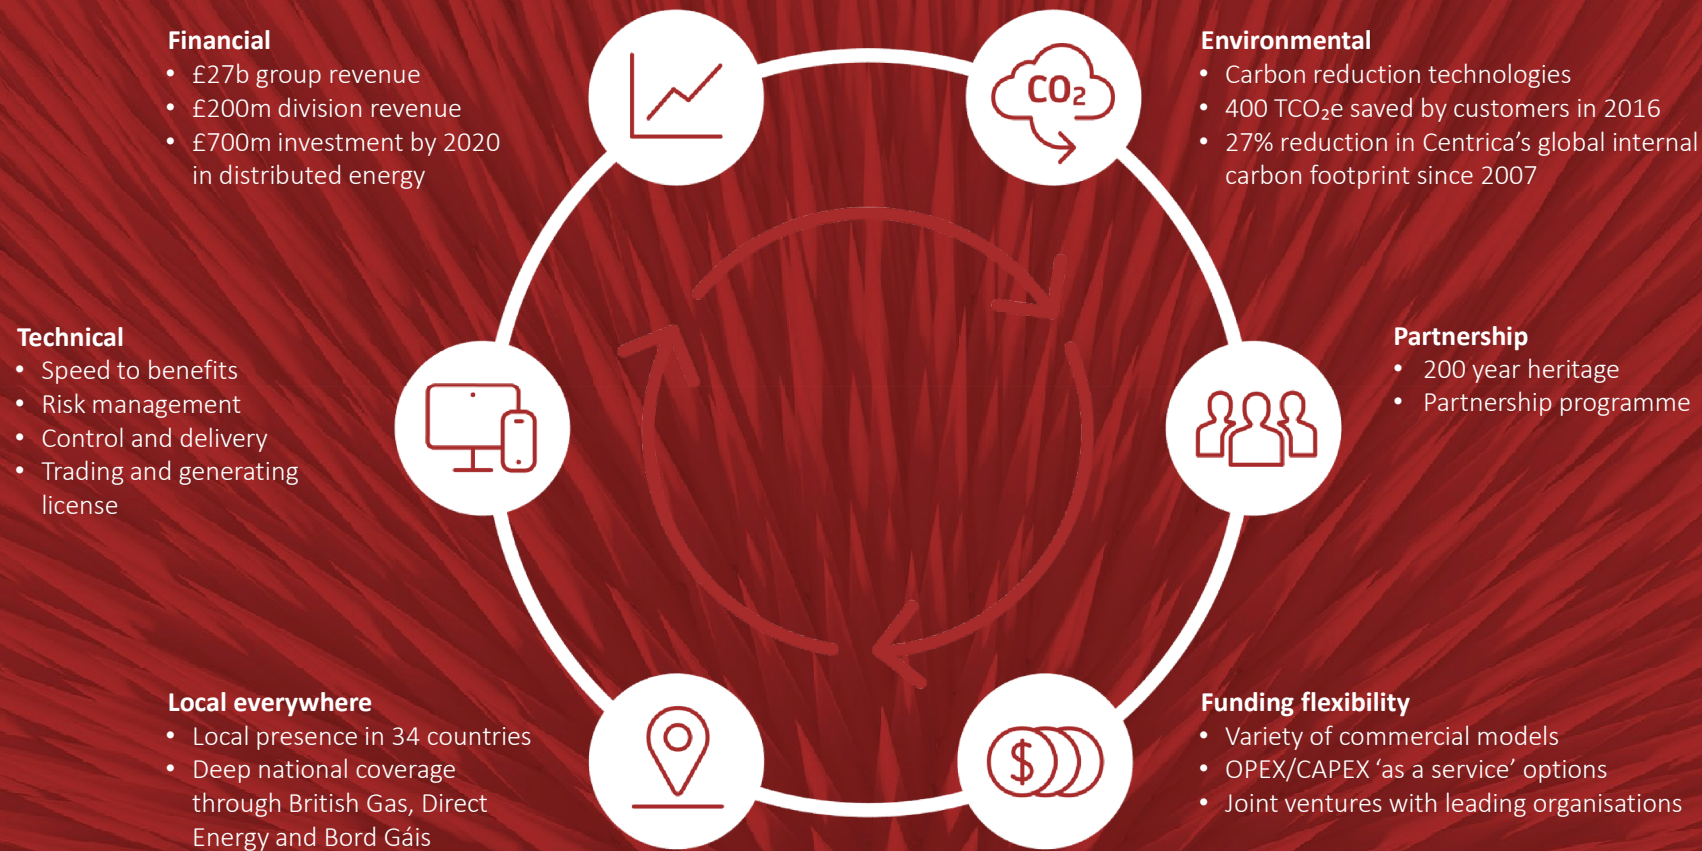 Financial
• £27b group revenue
• £200m division revenue
• £700m investment by 2020
in distributed energy
CO₂
Environmental
• Carbon reduction technologies
• 400 TCO₂e saved by customers in 2016
• 27% reduction in Centrica’s global internal
carbon footprint since 2007
Technical
• Speed to benefits
• Risk management
• Control and delivery
• Trading and generating
license
Partnership
• 200 year heritage
• Partnership programme
Local everywhere
• Local presence in 34 countries
• Deep national coverage
through British Gas, Direct
Energy and Bord Gáis
$
Funding flexibility
• Variety of commercial models
• OPEX/CAPEX ‘as a service’ options
• Joint ventures with leading organisations